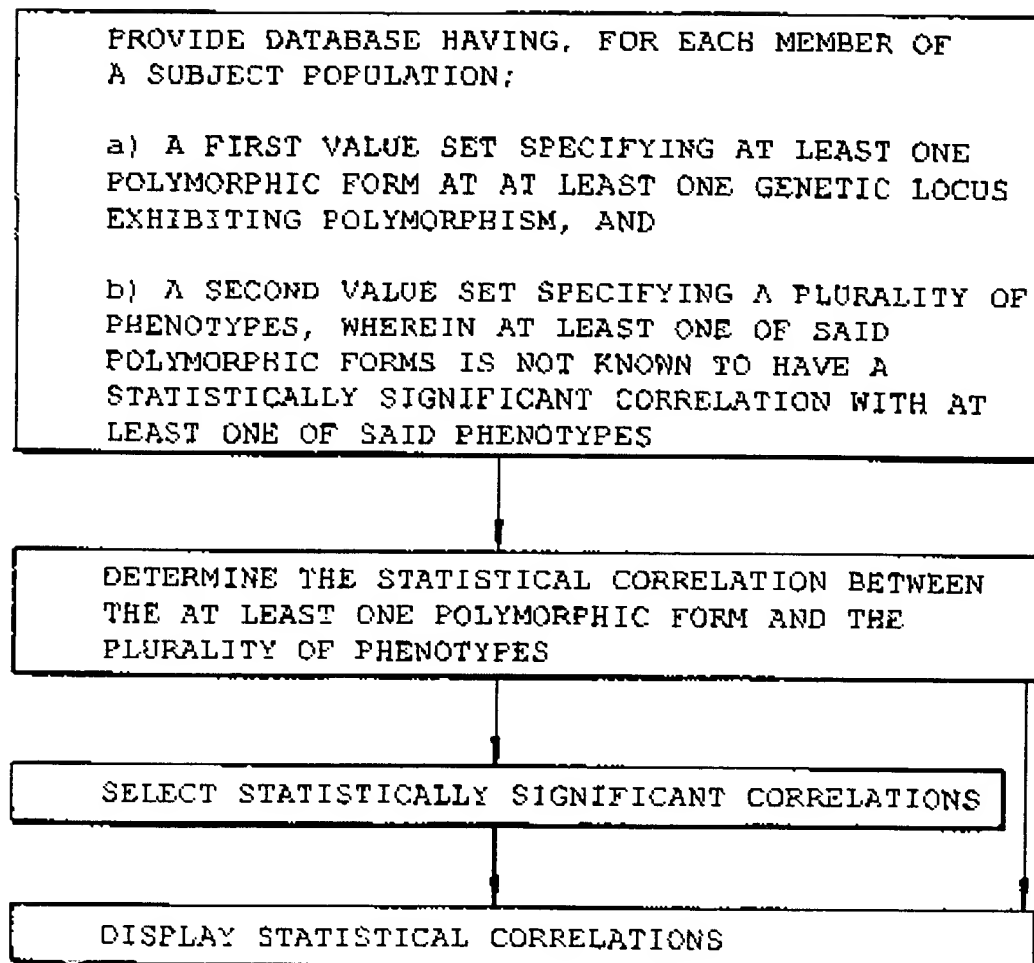 PROVIDE DATABASE HAVING, FOR EACH MEMBER OF
A SUBJECT POPULATION;
a) A FIRST VALUE SET SPECIFYING AT LEAST ONE
POLYMORPHIC FORM AT AT LEAST ONE GENETIC LOCUS
EXHIBITING POLYMORPHISM, AND
b) A SECOND VALUE SET SPECIFYING A PLURALITY OF
PHENOTYPES, WHEREIN AT LEAST ONE OF SAID
POLYMORPHIC FORMS IS NOT KNOWN TO HAVE A
STATISTICALLY SIGNIFICANT CORRELATION WITH AT
LEAST ONE OF SAID PHENOTYPES
DETERMINE THE STATISTICAL CORRELATION BETWEEN
THE AT LEAST ONE POLYMORPHIC FORM AND THE
PLURALITY OF PHENOTYPES
SELECT STATISTICALLY SIGNIFICANT CORRELATIONS
DISPLAY STATISTICAL CORRELATIONS